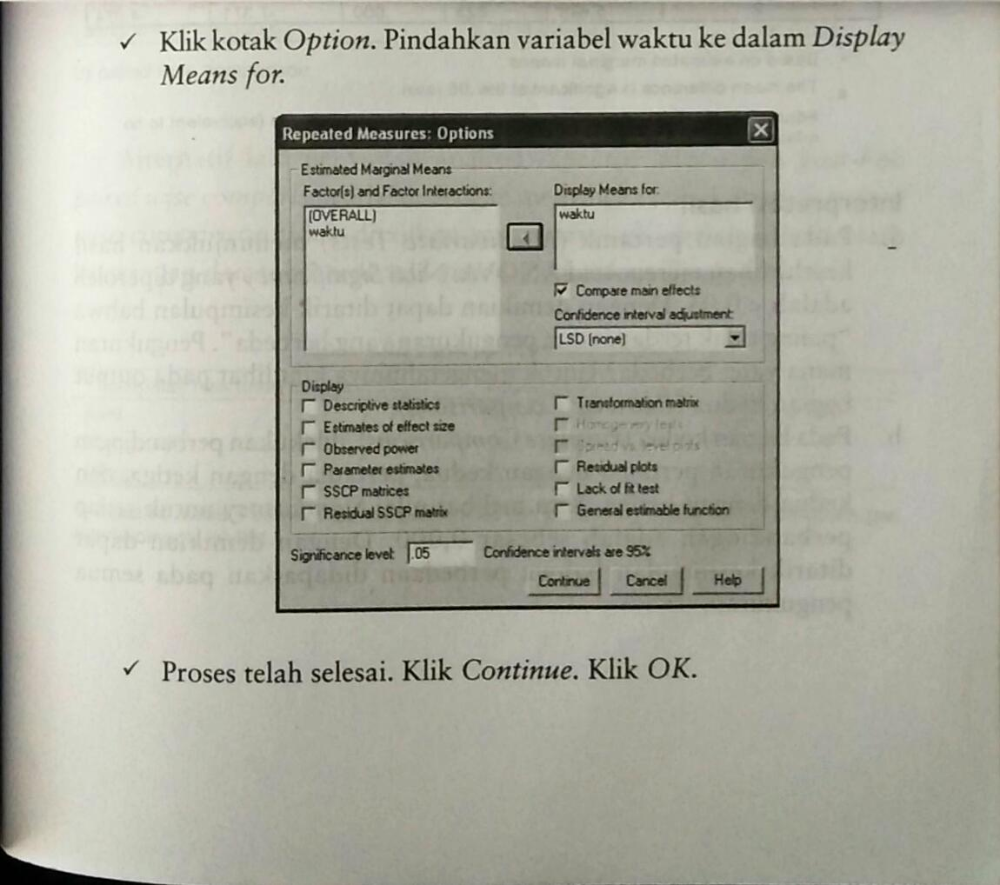 ✓ Klik kotak Option. Pindahkan variabel waktu ke dalam Display
Means for.
Repeated Measures: Options
Estimated Marginal Means
Factor(s) and Factor Interactions:
(OVERALL)
waktu
Display Means for:
waktu
Compare main effects
Confidence interval adjustment:
LSD (none)
Display
Descriptive statistics
Estimates of effect size
Observed power
Parameter estimates
SSCP matrices
Residual SSCP matrix
Transformation matrix
Homogeneity tests
Spread vs. level plots
Residual plots
Lack of fit test
General estimable function
Significance level: .05 Confidence intervals are 95%
Continue Cancel Help
✓ Proses telah selesai. Klik Continue. Klik OK.